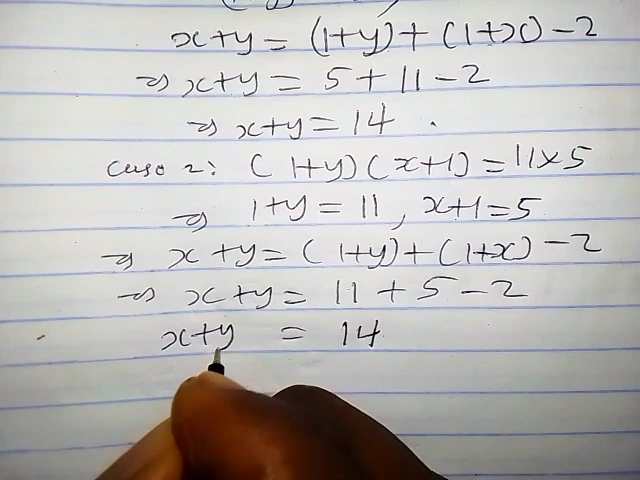 x+y = (1+y) + (1+x) - 2
⇒ x+y = 5 + 11 - 2
⇒ x+y = 14 .
Case 2: (1+y)(x+1) = 11×5
⇒ 1+y = 11, x+1=5
⇒ x+y = (1+y)+(1+x) - 2
⇒ x+y = 11 + 5 - 2
x+y = 14